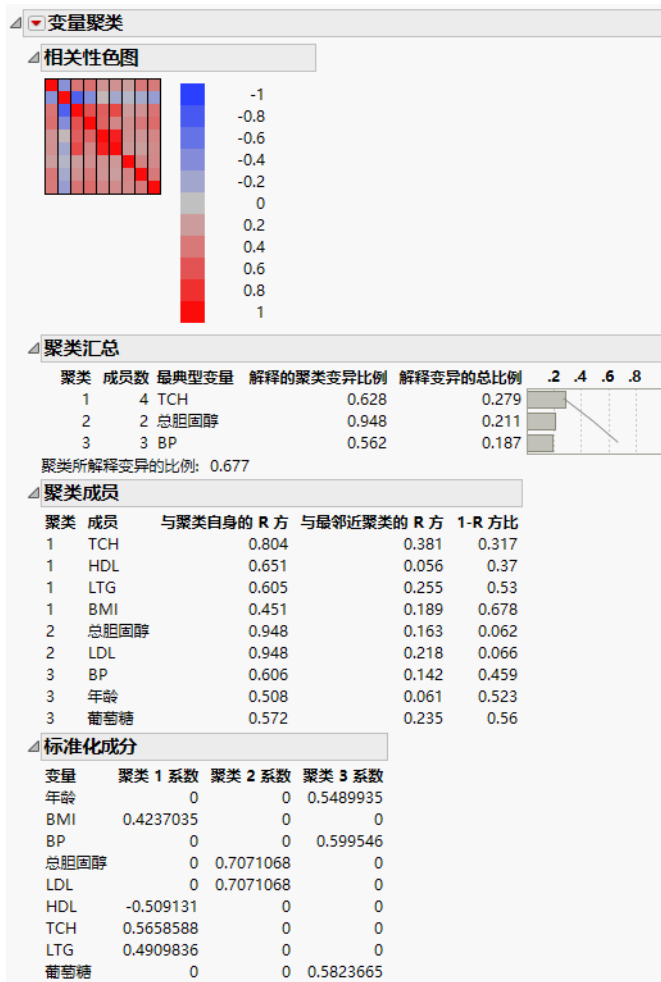 变量聚类
相关性色图
-1
-0.8
-0.6
-0.4
-0.2
0
0.2
0.4
0.6
0.8
1
聚类汇总
聚类 成员数 最典型变量 解释的聚类变异比例 解释变异的总比例 .2 .4 .6 .8
1 4 TCH 0.628 0.279
2 2 总胆固醇 0.948 0.211
3 3 BP 0.562 0.187
聚类所解释变异的比例: 0.677
聚类成员
聚类 成员 与聚类自身的 R 方 与最邻近聚类的 R 方 1-R 方比
1 TCH 0.804 0.381 0.317
1 HDL 0.651 0.056 0.37
1 LTG 0.605 0.255 0.53
1 BMI 0.451 0.189 0.678
2 总胆固醇 0.948 0.163 0.062
2 LDL 0.948 0.218 0.066
3 BP 0.606 0.142 0.459
3 年龄 0.508 0.061 0.523
3 葡萄糖 0.572 0.235 0.56
标准化成分
变量 聚类 1 系数 聚类 2 系数 聚类 3 系数
年龄 0 0 0.5489935
BMI 0.4237035 0 0
BP 0 0 0.599546
总胆固醇 0 0.7071068 0
LDL 0 0.7071068 0
HDL -0.509131 0 0
TCH 0.5658588 0 0
LTG 0.4909836 0 0
葡萄糖 0 0 0.5823665